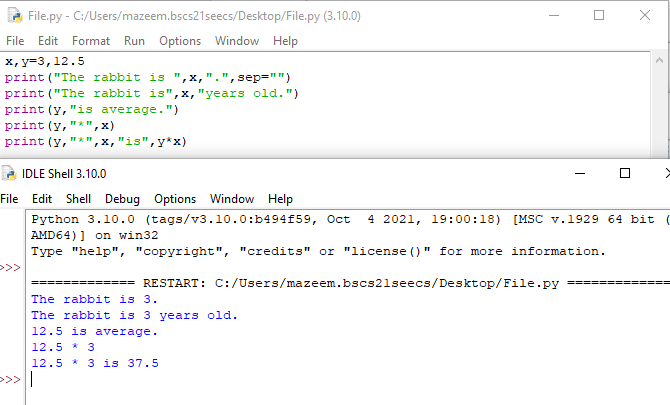 File.py - C:/Users/mazeem.bscs21seecs/Desktop/File.py (3.10.0)
File Edit Format Run Options Window Help
x,y=3,12.5
print("The rabbit is ",x,".",sep="")
print("The rabbit is",x,"years old.")
print(y,"is average.")
print(y,"*",x)
print(y,"*",x,"is",y*x)
IDLE Shell 3.10.0
File Edit Shell Debug Options Window Help
Python 3.10.0 (tags/v3.10.0:b494f59, Oct  4 2021, 19:00:18) [MSC v.1929 64 bit (
AMD64)] on win32
Type "help", "copyright", "credits" or "license()" for more information.
>>>
============= RESTART: C:/Users/mazeem.bscs21seecs/Desktop/File.py =============
The rabbit is 3.
The rabbit is 3 years old.
12.5 is average.
12.5 * 3
12.5 * 3 is 37.5
>>>